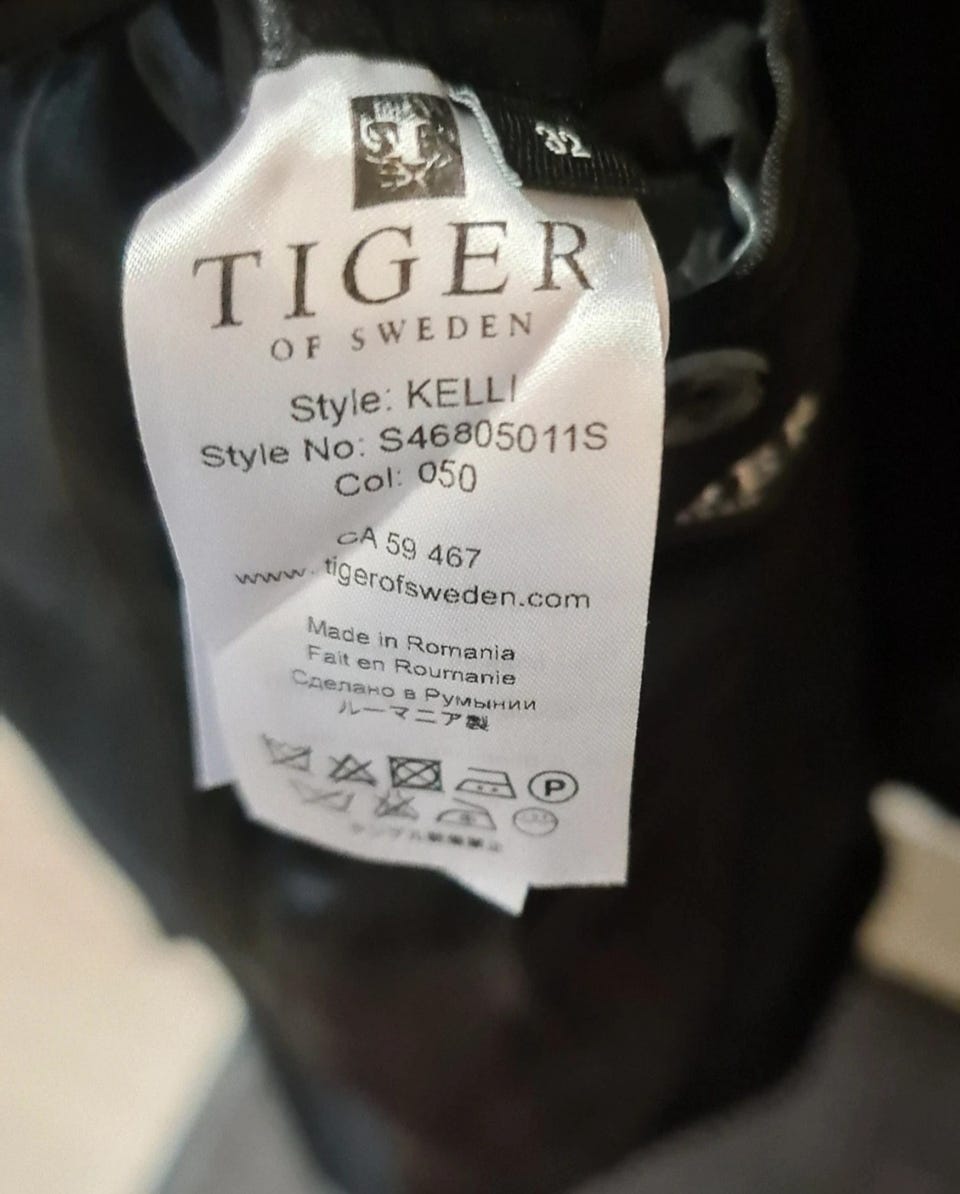 32
TIGER
OF SWEDEN
Style: KELLI
Style No: S46805011S
Col: 050
CA 59 467
www.tigerofsweden.com
Made in Romania
Fait en Roumanie
Сделано в Румынии
ルーマニア製
P